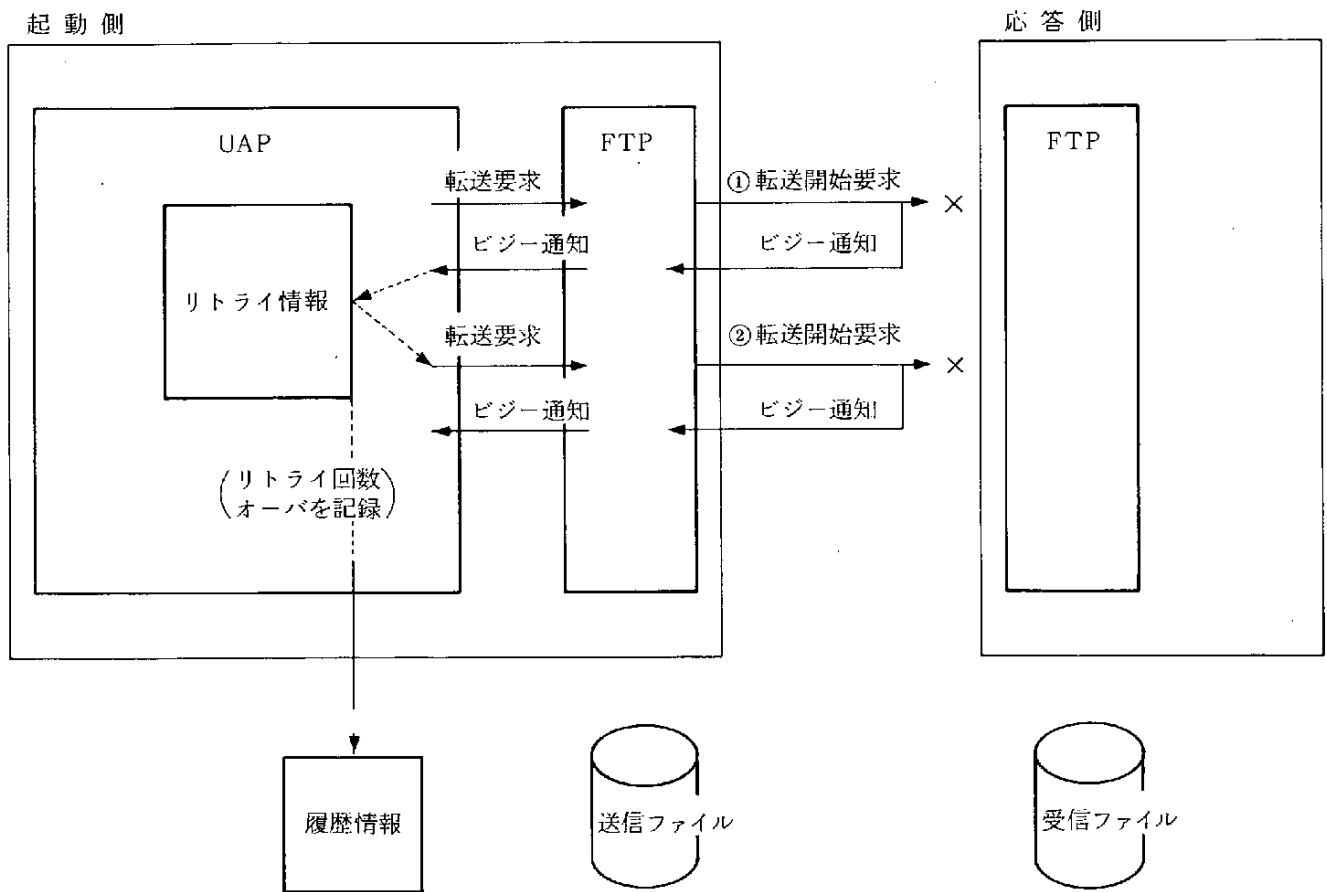 起動側
応答側
UAP
FTP
FTP
転送要求
①転送開始要求
×
ビジー通知
ビジー通知
リトライ情報
転送要求
②転送開始要求
×
ビジー通知
ビジー通知
(リトライ回数
オーバを記録)
履歴情報
送信ファイル
受信ファイル